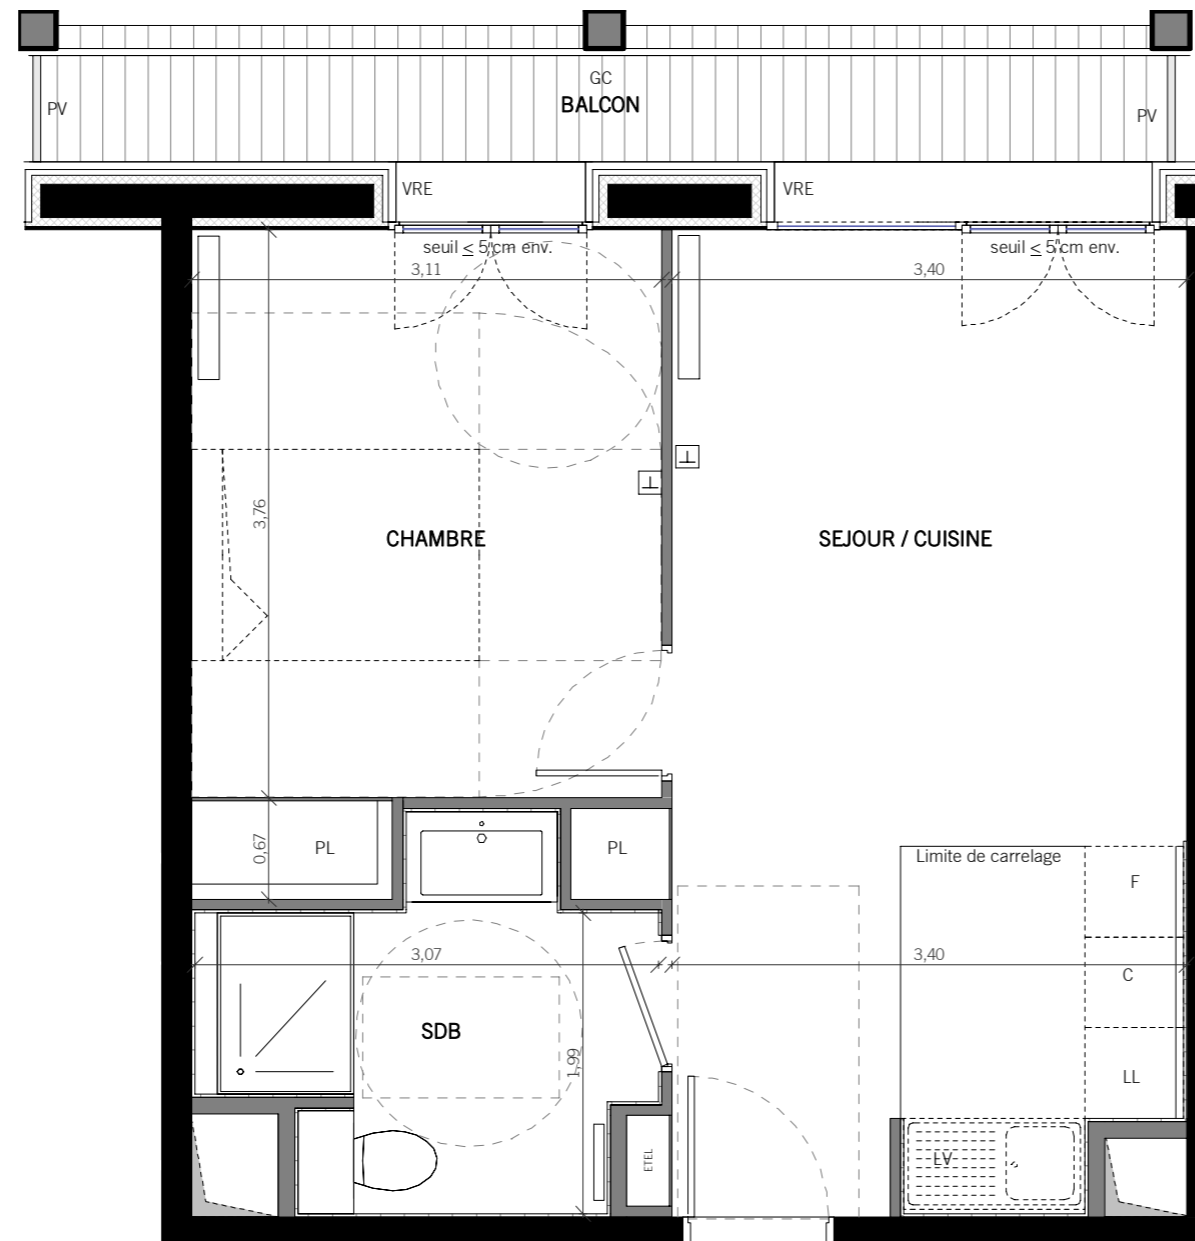 GC
BALCON
PV
PV
VRE
VRE
seuil ≤ 5 cm env.
seuil ≤ 5 cm env.
3,11
3,40
3,76
CHAMBRE
SEJOUR / CUISINE
0,67
PL
PL
Limite de carrelage
F
3,07
3,40
C
SDB
1,99
LL
ETEL
LV